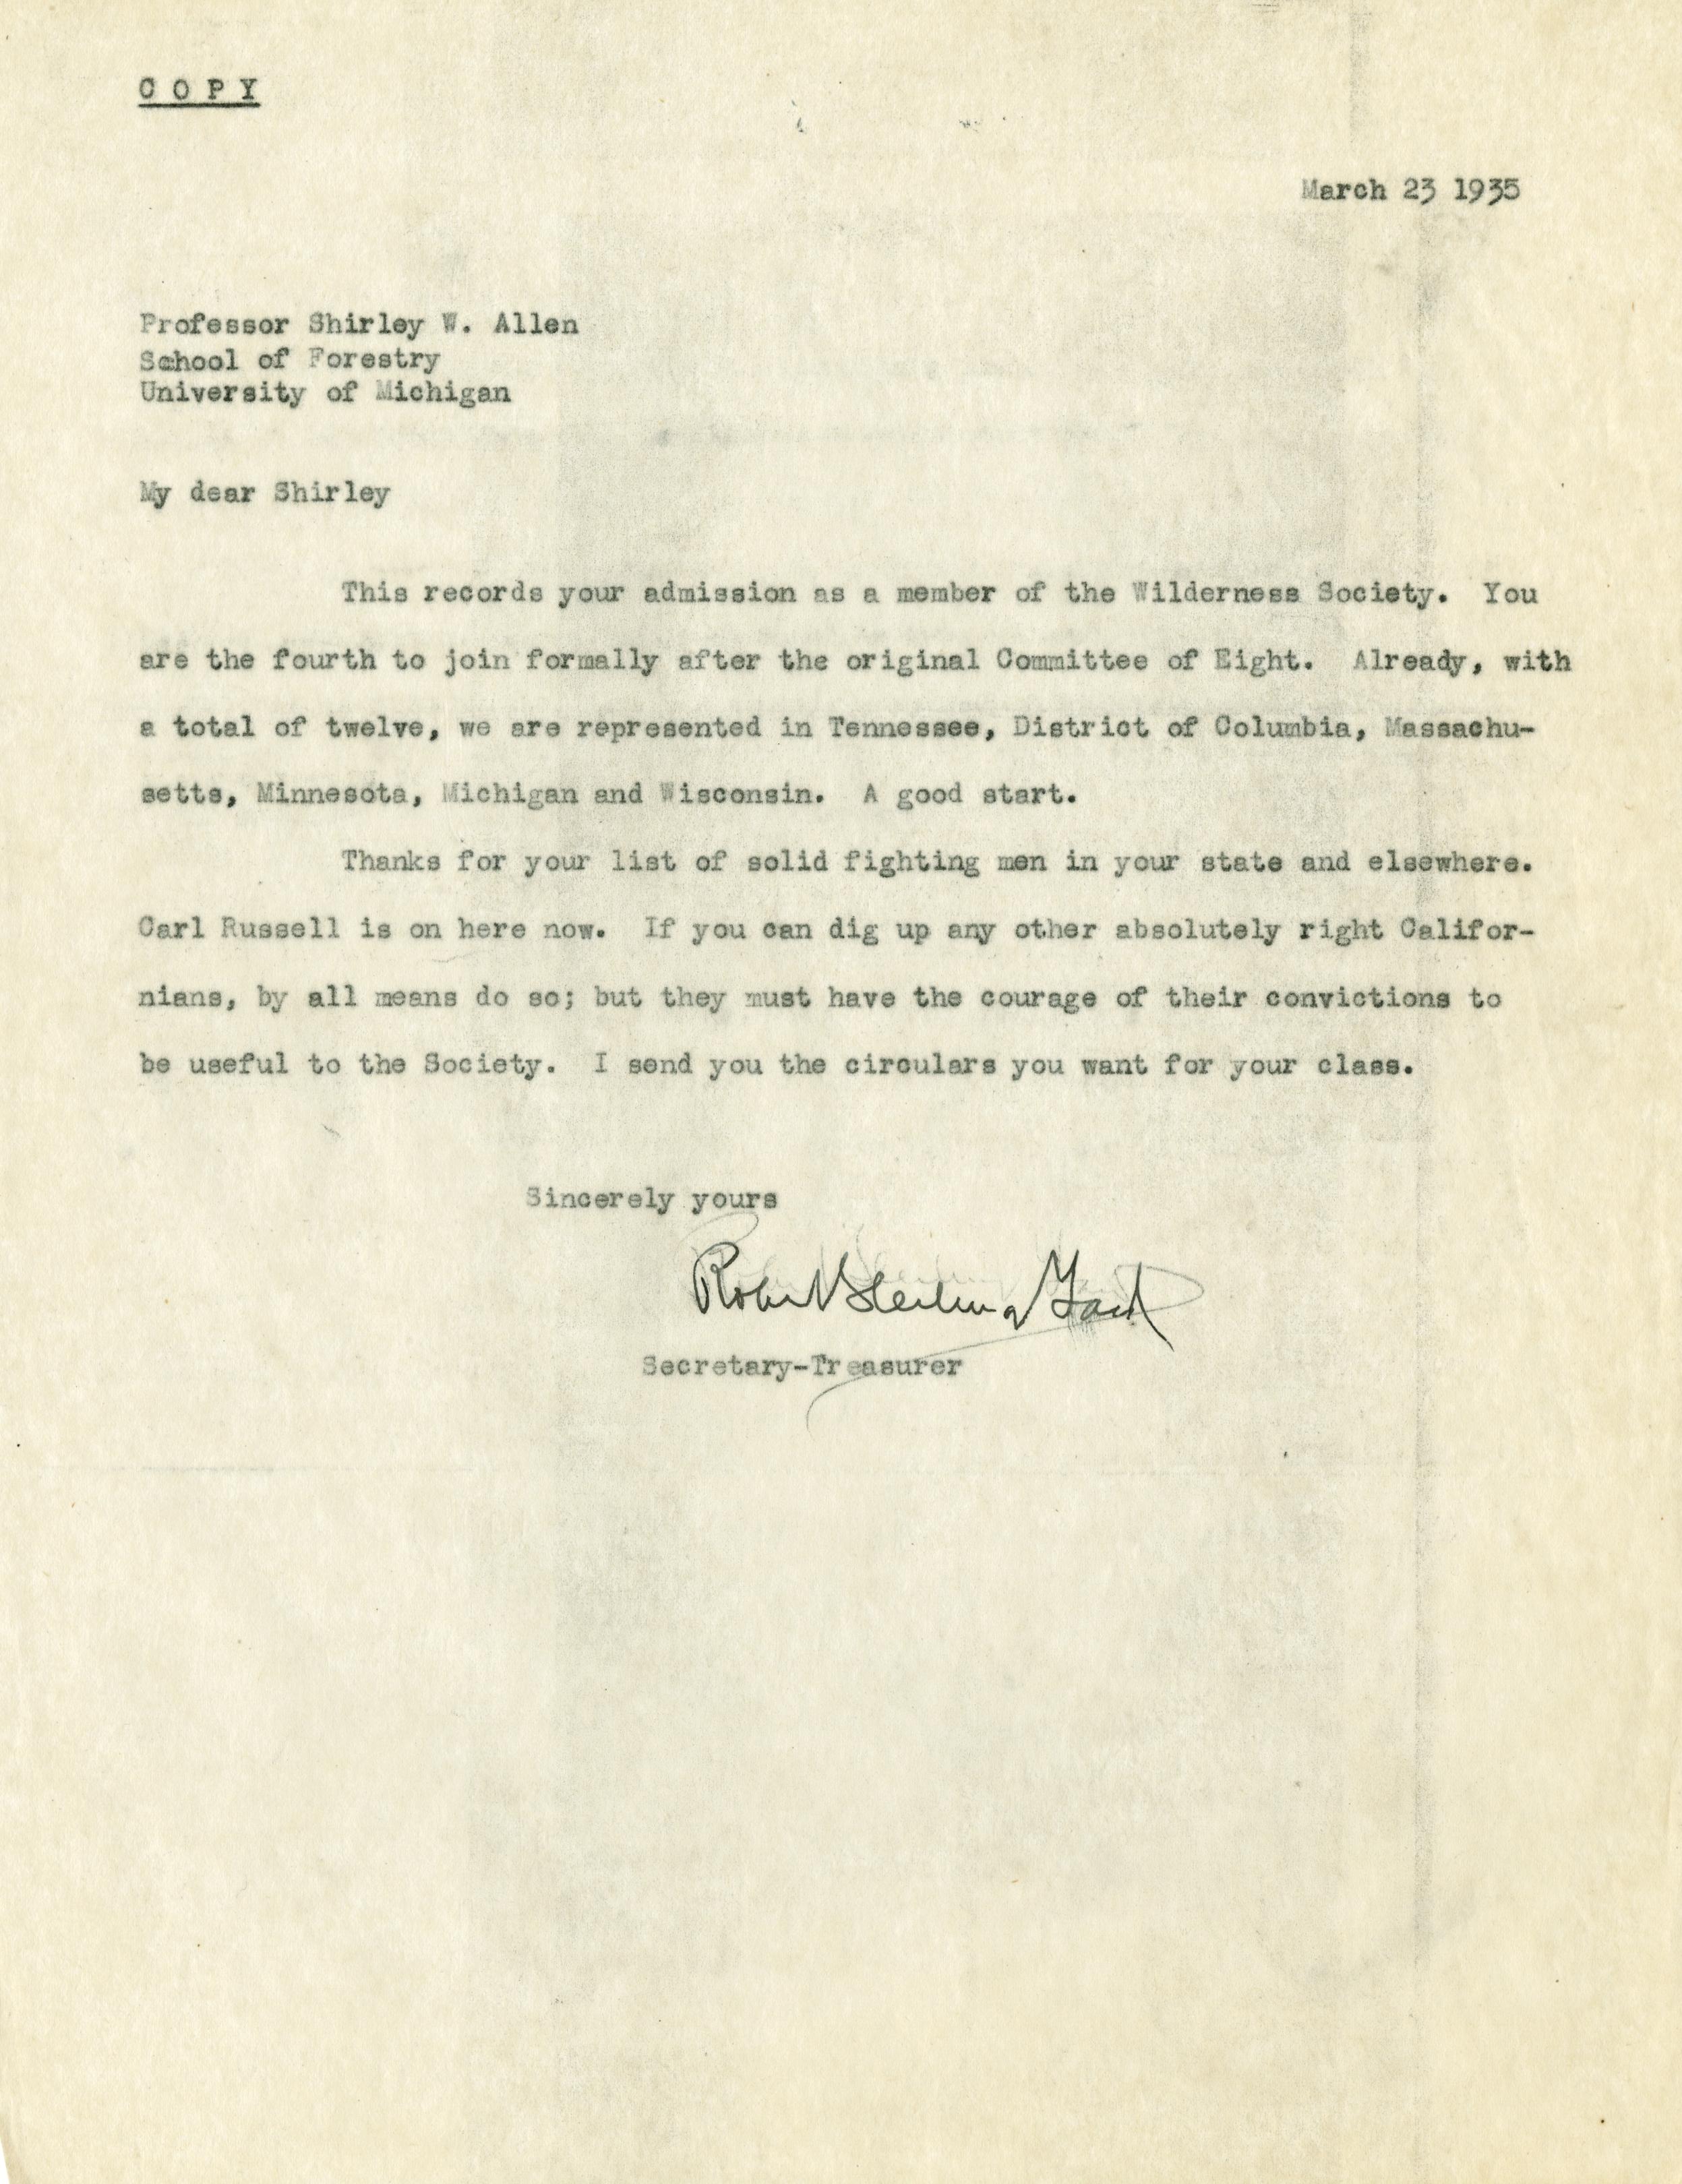 C O P Y
March 23 1935
Professor Shirley W. Allen
School of Forestry
University of Michigan
My dear Shirley
This records your admission as a member of the Wilderness Society. You
are the fourth to join formally after the original Committee of Eight. Already, with
a total of twelve, we are represented in Tennessee, District of Columbia, Massachu-
setts, Minnesota, Michigan and Wisconsin. A good start.
Thanks for your list of solid fighting men in your state and elsewhere.
Carl Russell is on here now. If you can dig up any other absolutely right Califor-
nians, by all means do so; but they must have the courage of their convictions to
be useful to the Society. I send you the circulars you want for your class.
Sincerely yours
Robert Sterling Yard
Secretary-Treasurer